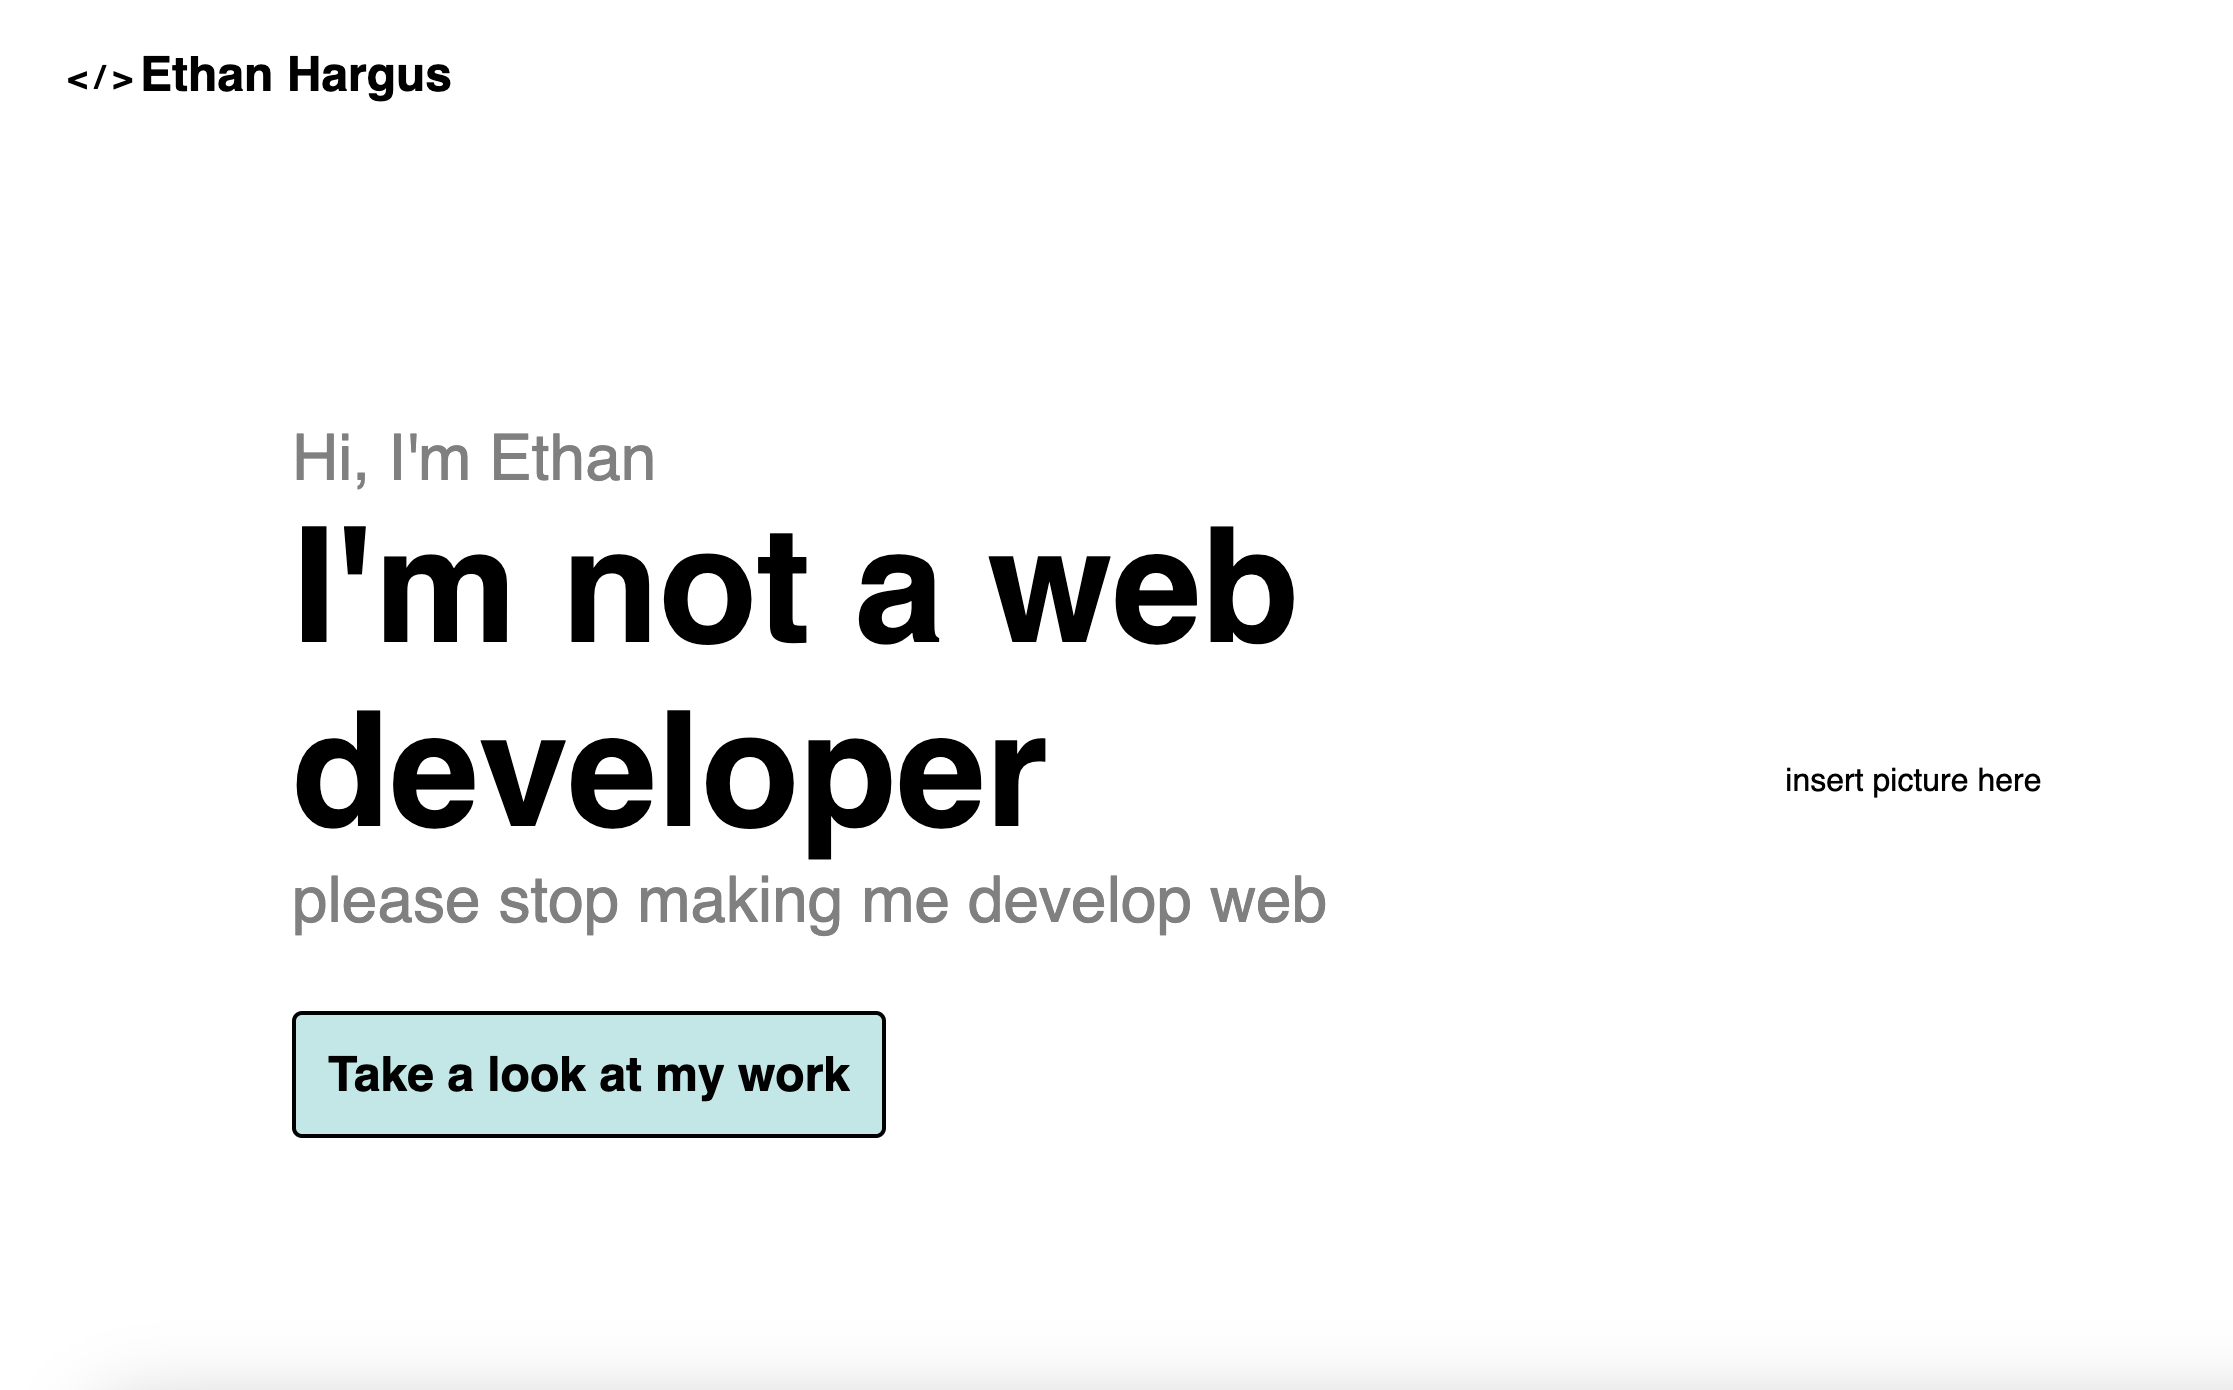 </>Ethan Hargus
Hi, I'm Ethan
I'm not a web
developer
insert picture here
please stop making me develop web
Take a look at my work